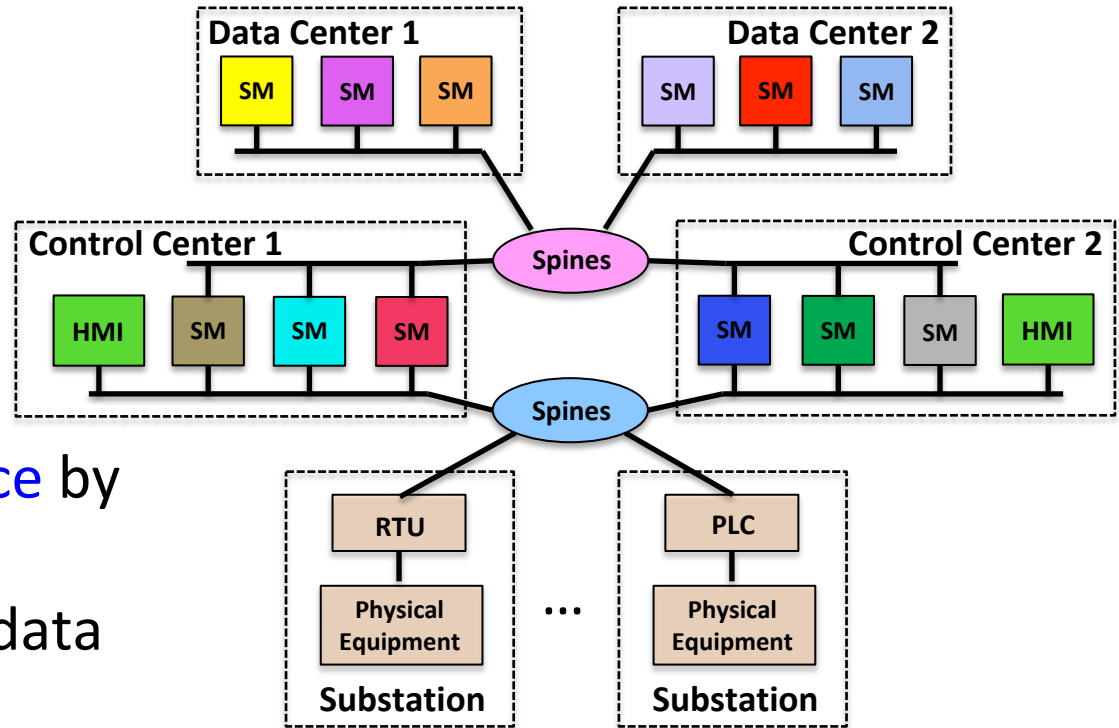 Data Center 1
SM
SM
SM
Data Center 2
SM
SM
SM
Control Center 1
HMI
SM
SM
SM
Spines
Control Center 2
SM
SM
SM
HMI
Spines
ce by
data
RTU
Physical
Equipment
Substation
...
PLC
Physical
Equipment
Substation